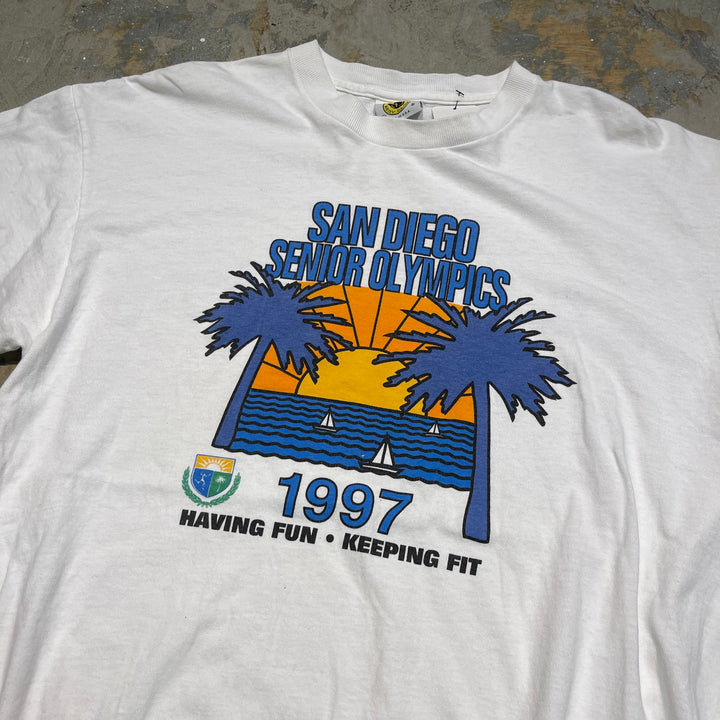 SAN DIEGO
SENIOR OLYMPICS
1997
HAVING FUN • KEEPING FIT